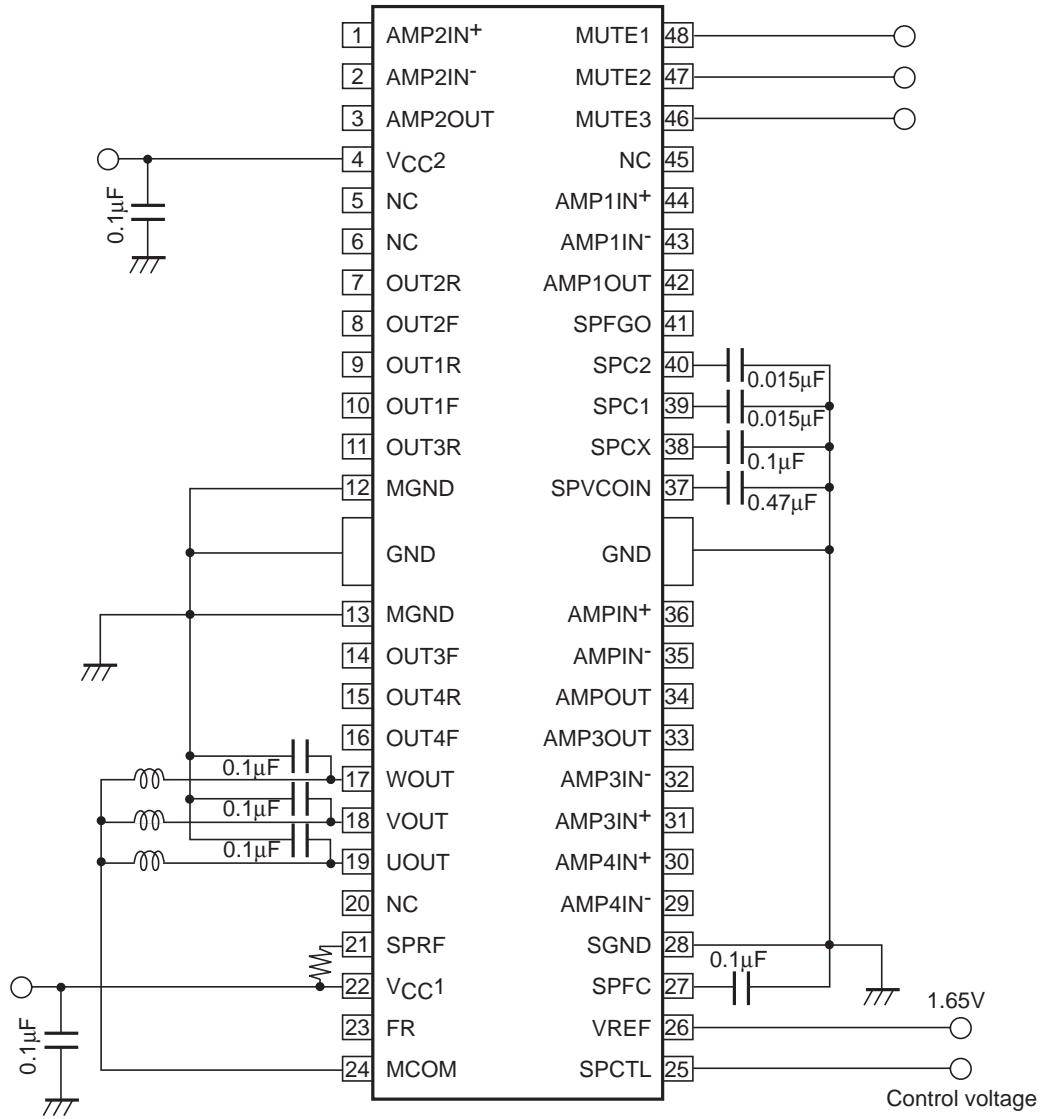 1 AMP2IN+ MUTE1 48
2 AMP2IN- MUTE2 47
3 AMP2OUT MUTE3 46
4 VCC2 NC 45
0.1µF
5 NC AMP1IN+ 44
6 NC AMP1IN- 43
7 OUT2R AMP1OUT 42
8 OUT2F SPFGO 41
9 OUT1R SPC2 40
0.015µF
10 OUT1F SPC1 39
0.015µF
11 OUT3R SPCX 38
0.1µF
12 MGND SPVCOIN 37
0.47µF
GND GND
13 MGND AMPIN+ 36
14 OUT3F AMPIN- 35
15 OUT4R AMPOUT 34
16 OUT4F AMP3OUT 33
0.1µF
17 WOUT AMP3IN- 32
0.1µF
18 VOUT AMP3IN+ 31
0.1µF
19 UOUT AMP4IN+ 30
20 NC AMP4IN- 29
21 SPRF SGND 28
0.1µF
22 VCC1 SPFC 27
1.65V
0.1µF
23 FR VREF 26
24 MCOM SPCTL 25
Control voltage